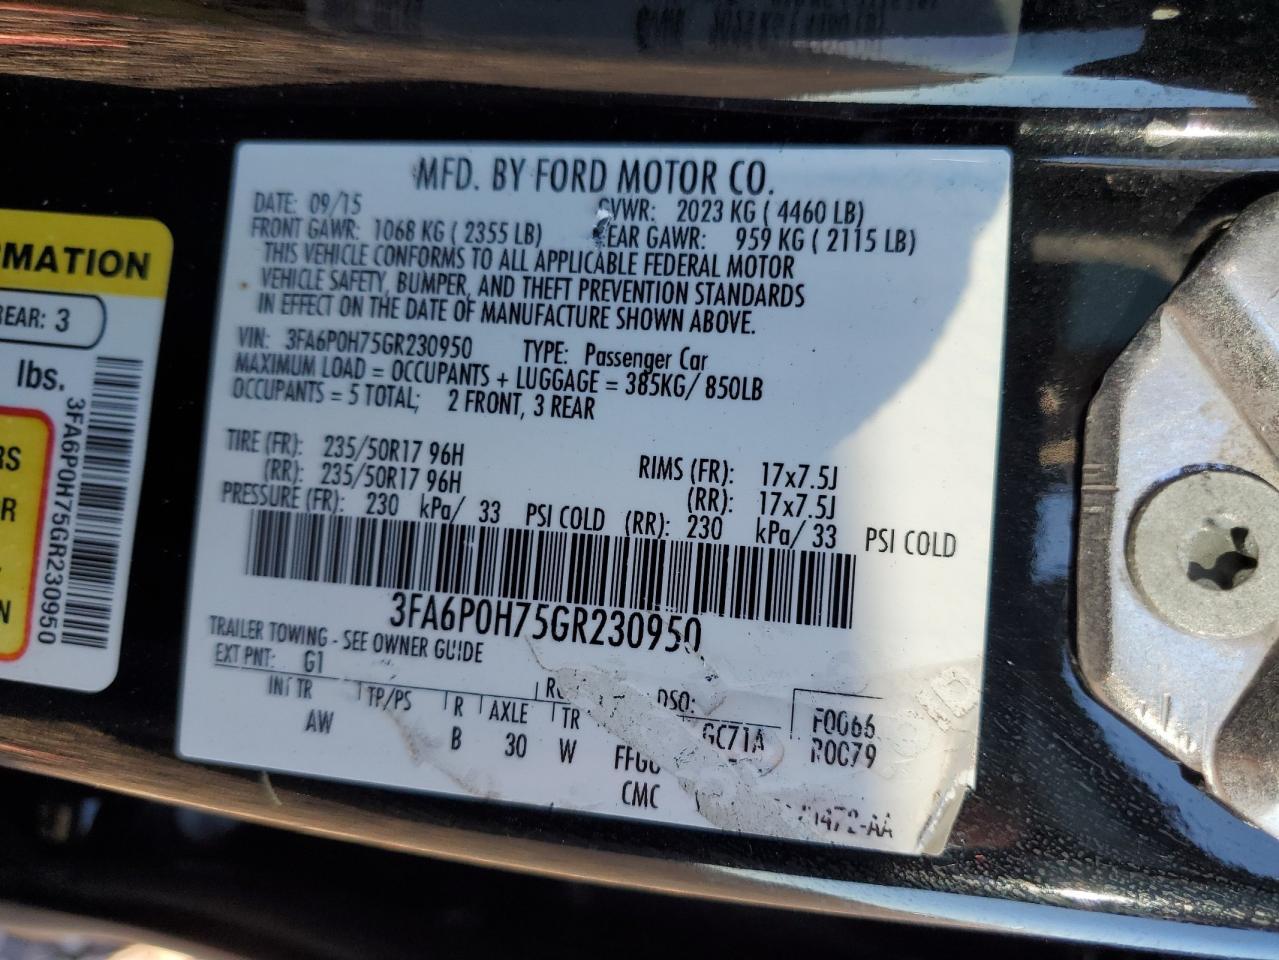 MFD. BY FORD MOTOR CO.
DATE: 09/15 GVWR: 2023 KG ( 4460 LB)
FRONT GAWR: 1068 KG ( 2355 LB) REAR GAWR: 959 KG ( 2115 LB)
THIS VEHICLE CONFORMS TO ALL APPLICABLE FEDERAL MOTOR
VEHICLE SAFETY, BUMPER, AND THEFT PREVENTION STANDARDS
IN EFFECT ON THE DATE OF MANUFACTURE SHOWN ABOVE.
VIN: 3FA6P0H75GR230950 TYPE: Passenger Car
MAXIMUM LOAD = OCCUPANTS + LUGGAGE = 385KG/ 850LB
OCCUPANTS = 5 TOTAL; 2 FRONT, 3 REAR
TIRE (FR): 235/50R17 96H RIMS (FR): 17x7.5J
(RR): 235/50R17 96H (RR): 17x7.5J
PRESSURE (FR): 230 kPa/ 33 PSI COLD (RR): 230 kPa/ 33 PSI COLD
3FA6P0H75GR230950
TRAILER TOWING - SEE OWNER GUIDE
EXT PNT: G1 DSO: F0066
INT TR TP/PS R AXLE TR GC71A R0079
AW B 30 W
CMC
RMATION
REAR: 3
lbs.
3FA6P0H75GR230950